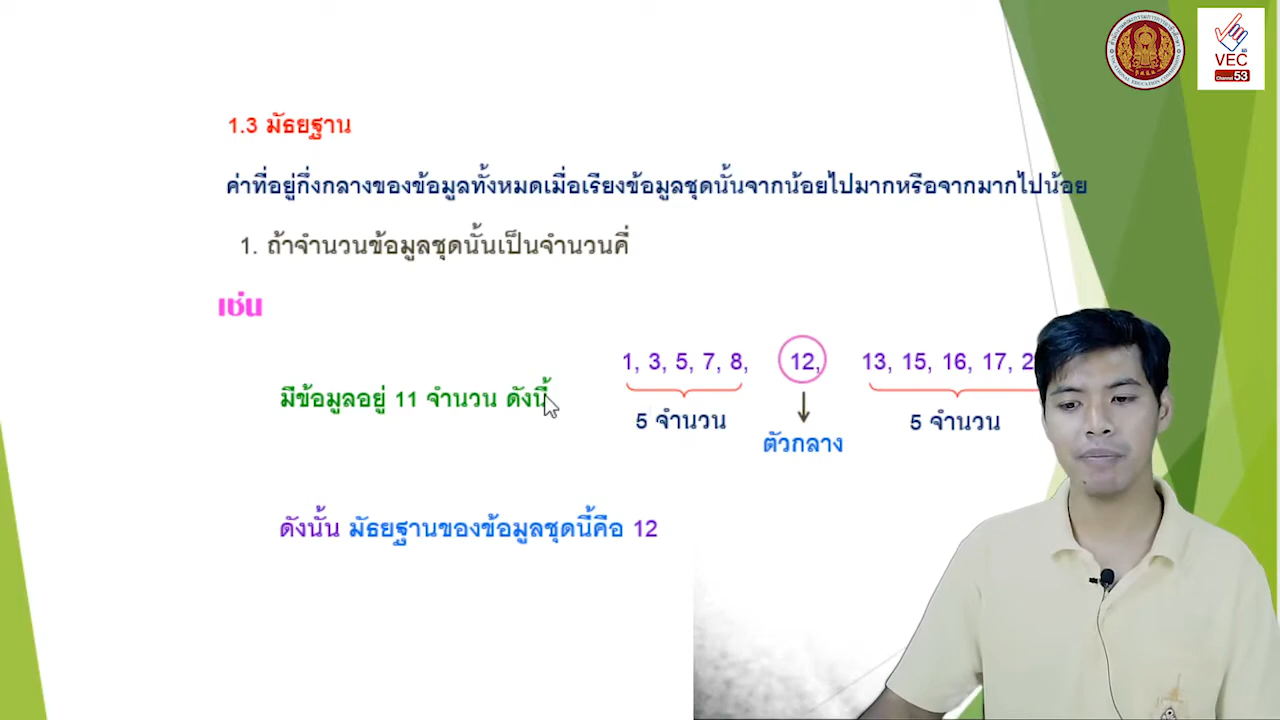 VEC
Channel 53
1.3 มัธยฐาน
ค่าที่อยู่กึ่งกลางของข้อมูลทั้งหมดเมื่อเรียงข้อมูลชุดนั้นจากน้อยไปมากหรือจากมากไปน้อย
1. ถ้าจำนวนข้อมูลชุดนั้นเป็นจำนวนคี่
เช่น
1, 3, 5, 7, 8, 12, 13, 15, 16, 17, 2
มีข้อมูลอยู่ 11 จำนวน ดังนี้
5 จำนวน
5 จำนวน
ตัวกลาง
ดังนั้น มัธยฐานของข้อมูลชุดนี้คือ 12